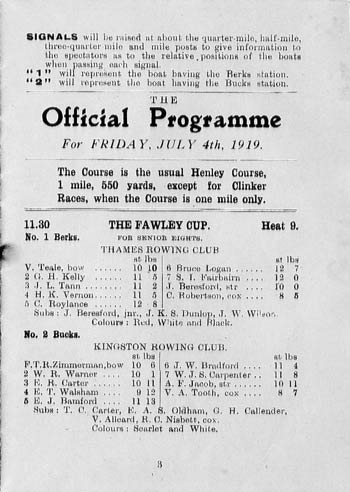 SIGNALS will be raised at about the quarter-mile, half-mile,
three-quarter mile and mile posts to give information to
the spectators as to the relative positions of the boats
when passing each signal.
"1" will represent the boat having the Berks station.
"2" will represent the boat having the Bucks station.
THE
Official Programme
For FRIDAY, JULY 4th, 1919.
The Course is the usual Henley Course,
1 mile, 550 yards, except for Clinker
Races, when the Course is one mile only.
11.30 THE FAWLEY CUP. Heat 9.
No. 1 Berks. FOR SENIOR EIGHTS.
THAMES ROWING CLUB
st lbs st lbs
V. Teale, bow ...... 10 10 6 Bruce Logan ..... 12 7
2 G. H. Kelly ...... 11 5 7 S. I. Fairbairn .... 12 0
3 J. L. Tann ...... 11 2 J. Beresford, str .... 10 0
4 H. K. Vernon..... 11 5 C. Robertson, cox .... 8 5
5 C. Roylance ...... 12 8
Subs : J. Beresford, jnr., J. K. S. Dunlop, J. W. Wilson.
Colours : Red, White and Black.
No. 2 Bucks.
KINGSTON ROWING CLUB.
st lbs st lbs
F.T.R.Zimmerman,bow 10 6 6 J. W. Bradford .... 11 4
2 W. R. Warner .... 10 1 7 W. J. S. Carpenter .. 11 8
3 E. R. Carter .... 10 11 A. F. Jacob, str ..... 10 11
4 E. T. Walsham .... 9 12 V. A. Tooth, cox .... 8 7
5 E. J. Bamford .... 11 13
Subs : T. C. Carter, E. A. S. Oldham, G. H. Callender,
V. Allcard, R. C. Nisbett, cox.
Colours : Scarlet and White.
3